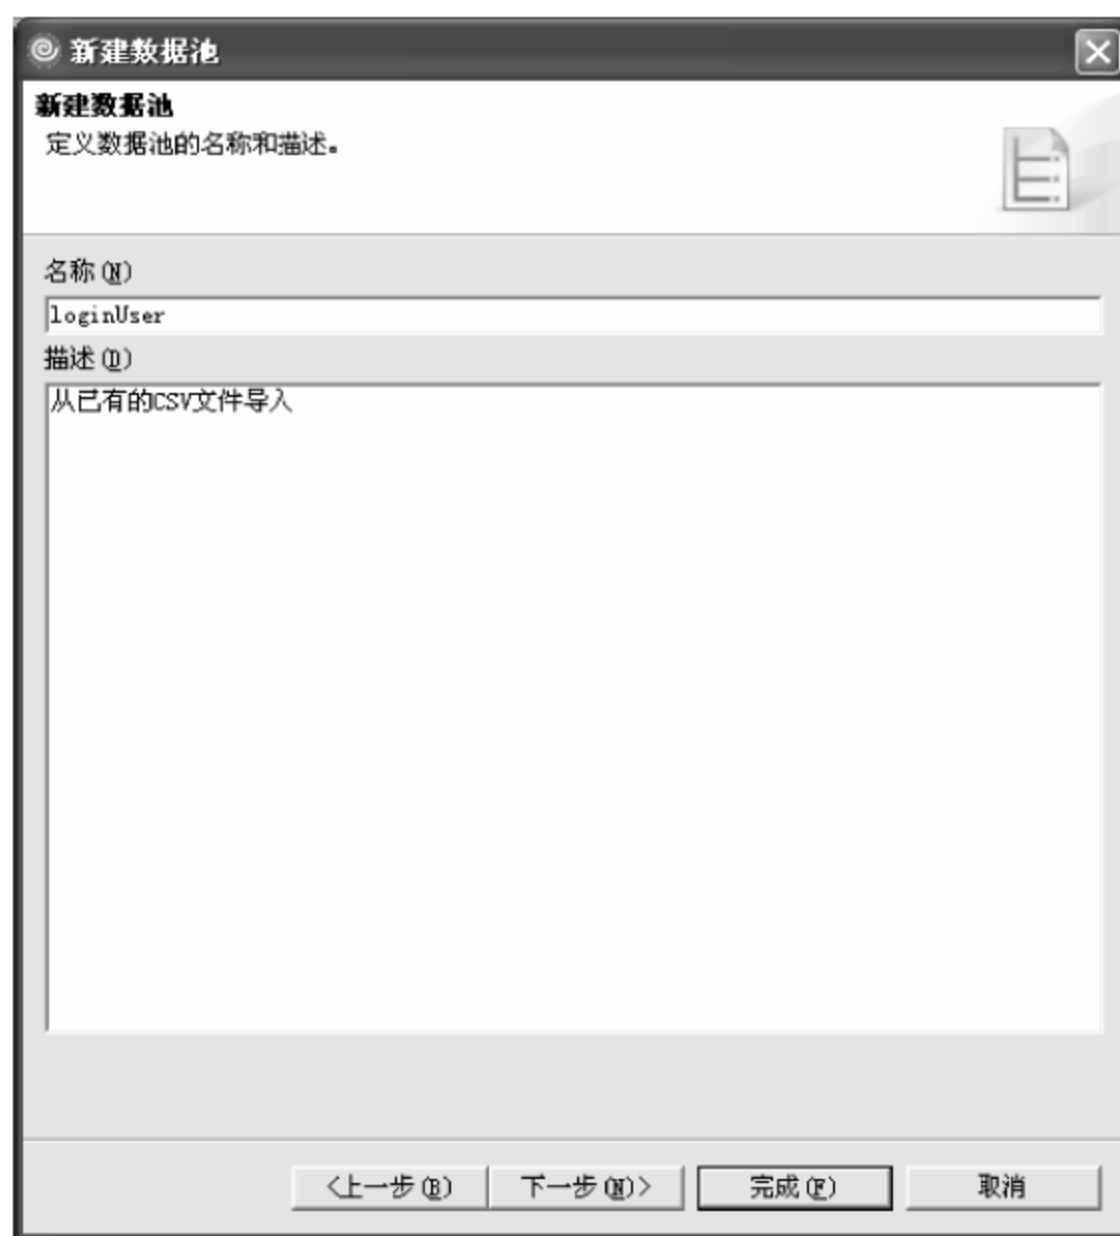 新建数据池
新建数据池
定义数据池的名称和描述。
名称(N)
loginUser
描述(D)
从已有的CSV文件导入
<上一步(B) 下一步(N)> 完成(F) 取消